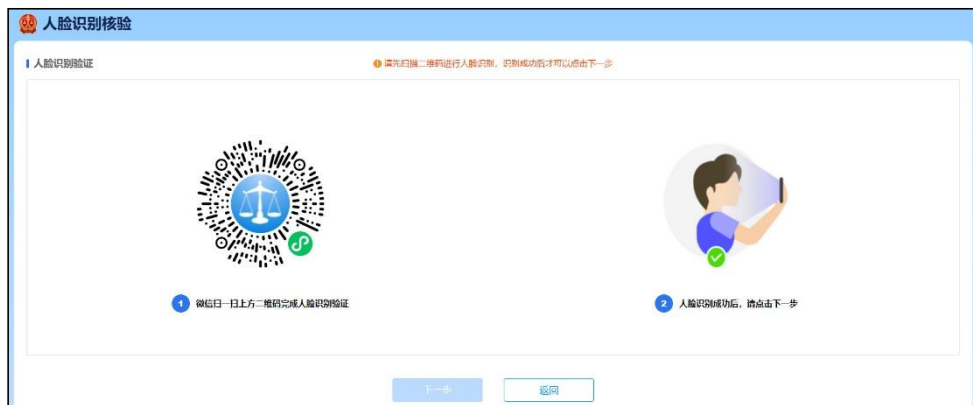 人脸识别核验
人脸识别验证
请先扫描二维码进行人脸识别，识别成功后才可以点击下一步
1 微信扫一扫上方二维码完成人脸识别验证
2 人脸识别成功后，请点击下一步
下一步
返回